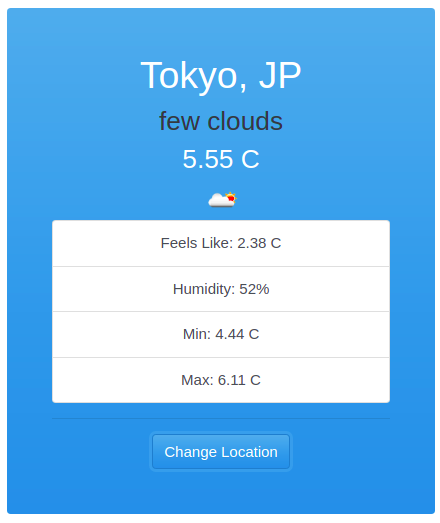 Tokyo, JP
few clouds
5.55 C
Feels Like: 2.38 C
Humidity: 52%
Min: 4.44 C
Max: 6.11 C
Change Location